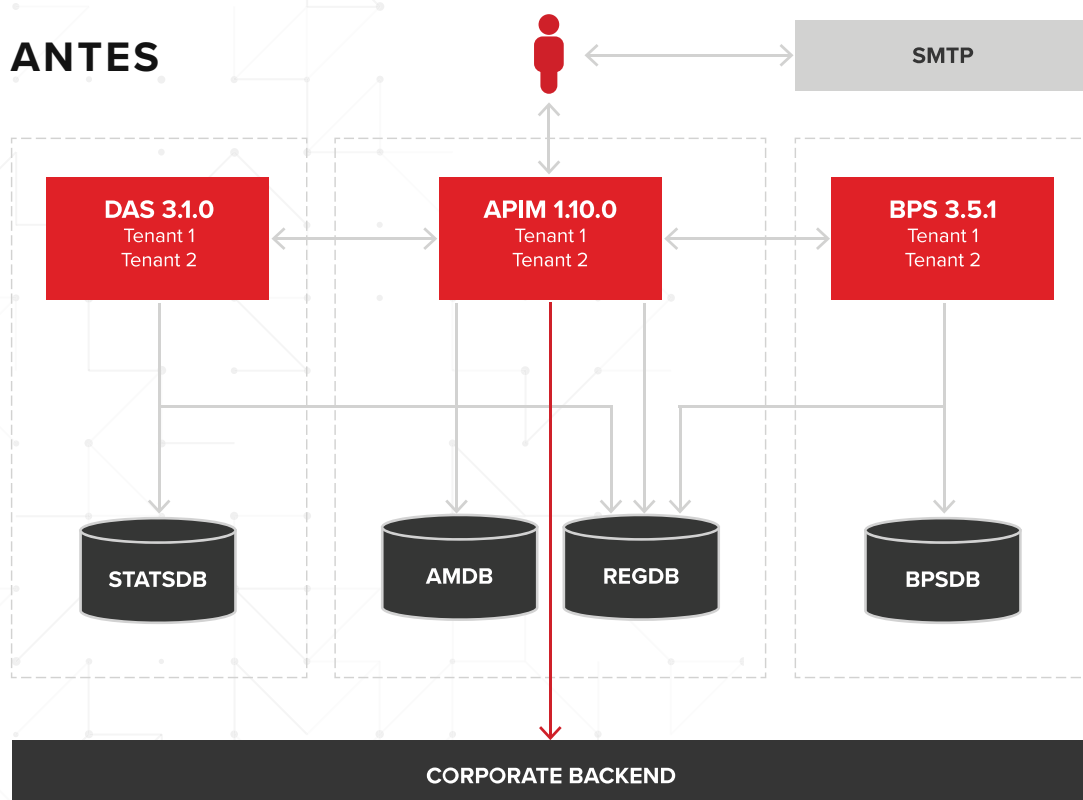 ANTES
SMTP
DAS 3.1.0
Tenant 1
Tenant 2
APIM 1.10.0
Tenant 1
Tenant 2
BPS 3.5.1
Tenant 1
Tenant 2
STATSDB
AMDB
REGDB
BPSDB
CORPORATE BACKEND